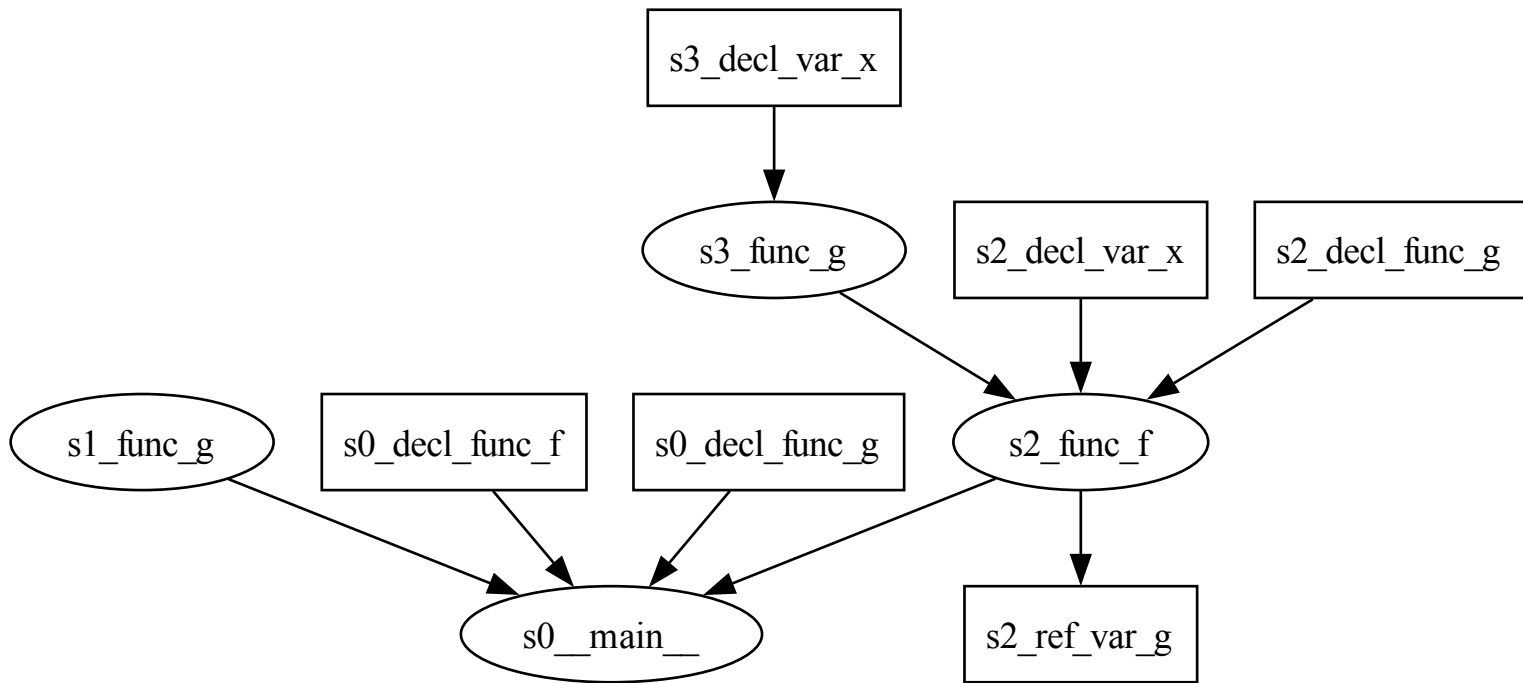 s3_decl_var_x
s3_func_g
s2_decl_var_x
s2_decl_func_g
s1_func_g
s0_decl_func_f
s0_decl_func_g
s2_func_f
s0__main__
s2_ref_var_g